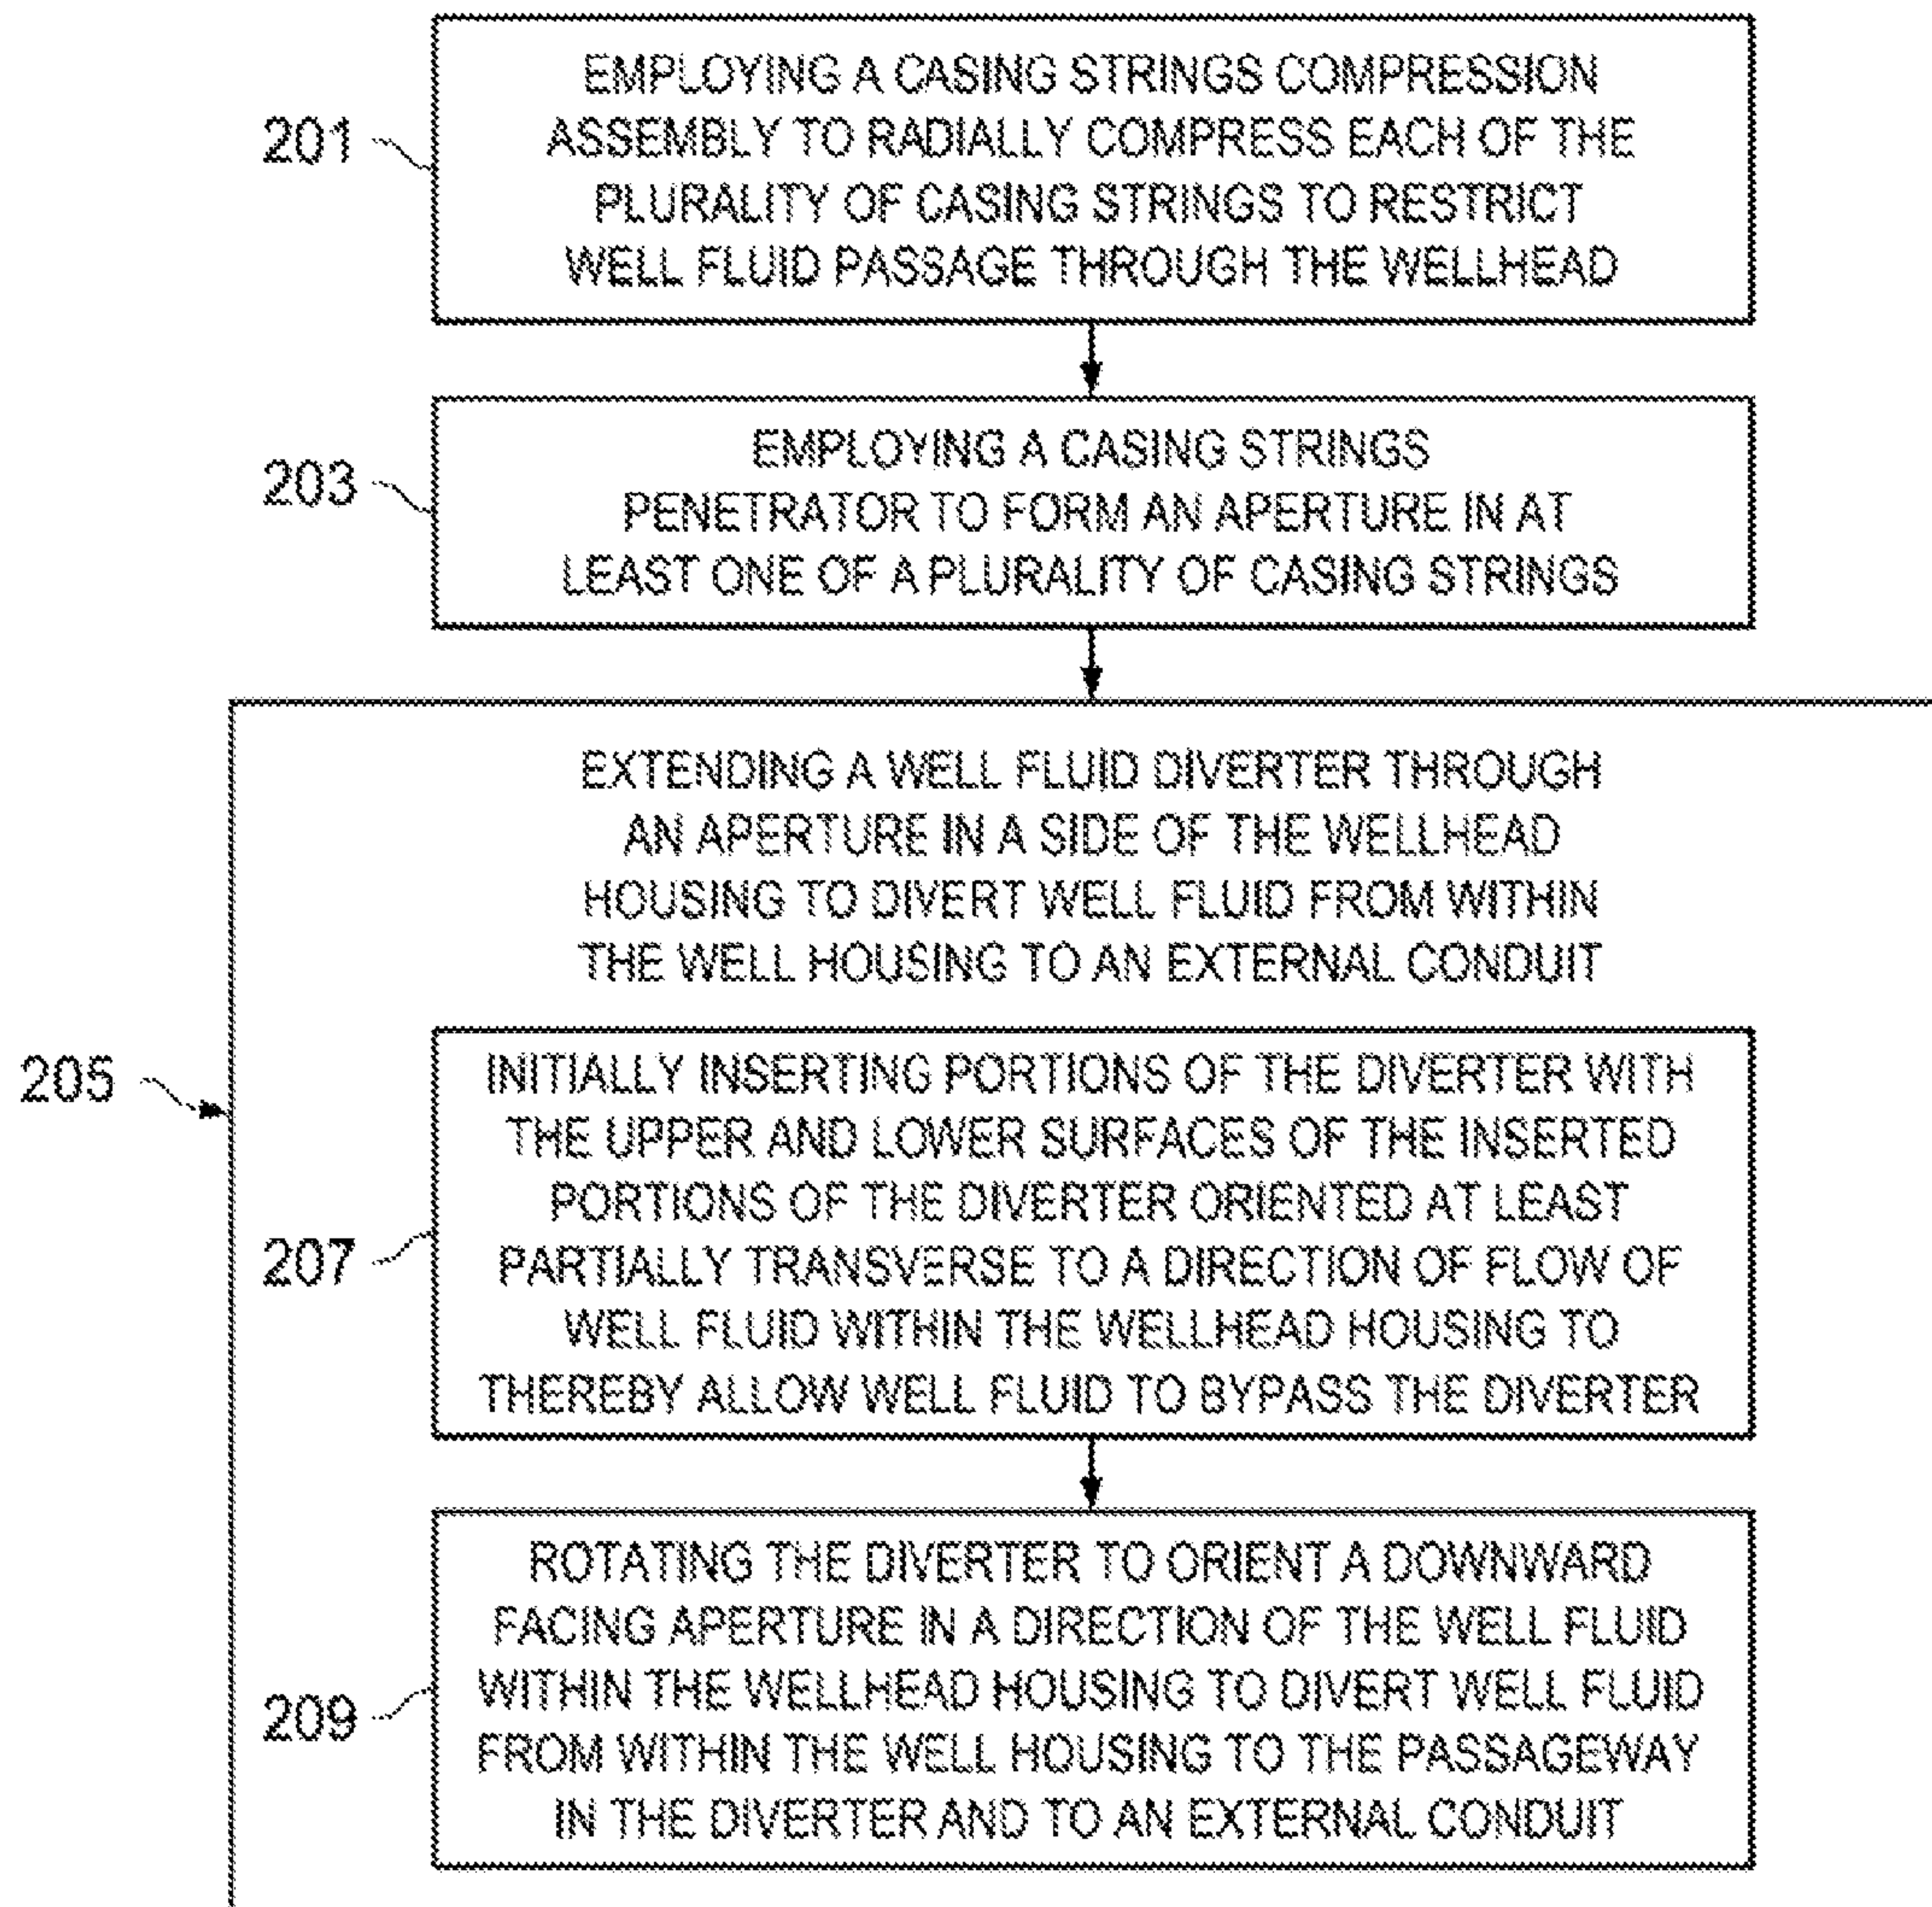 EMPLOYING A CASING STRINGS COMPRESSION
201
ASSEMBLY TO RADIALLY COMPRESS EACH OF THE
PLURALITY OF CASING STRINGS TO RESTRICT
WELL FLUID PASSAGE THROUGH THE WELLHEAD
EMPLOYING A CASING STRINGS
203
PENETRATOR TO FORM AN APERTURE IN AT
LEAST ONE OF A PLURALITY OF CASING STRINGS
EXTENDING A WELL FLUID DIVERTER THROUGH
AN APERTURE IN A SIDE OF THE WELLHEAD
HOUSING TO DIVERT WELL FLUID FROM WITHIN
THE WELL HOUSING TO AN EXTERNAL CONDUIT
205
INITIALLY INSERTING PORTIONS OF THE DIVERTER WITH
THE UPPER AND LOWER SURFACES OF THE INSERTED
PORTIONS OF THE DIVERTER ORIENTED AT LEAST
207
PARTIALLY TRANSVERSE TO A DIRECTION OF FLOW OF
WELL FLUID WITHIN THE WELLHEAD HOUSING TO
THEREBY ALLOW WELL FLUID TO BYPASS THE DIVERTER
ROTATING THE DIVERTER TO ORIENT A DOWNWARD
FACING APERTURE IN A DIRECTION OF THE WELL FLUID
209
WITHIN THE WELLHEAD HOUSING TO DIVERT WELL FLUID
FROM WITHIN THE WELL HOUSING TO THE PASSAGEWAY
IN THE DIVERTER AND TO AN EXTERNAL CONDUIT